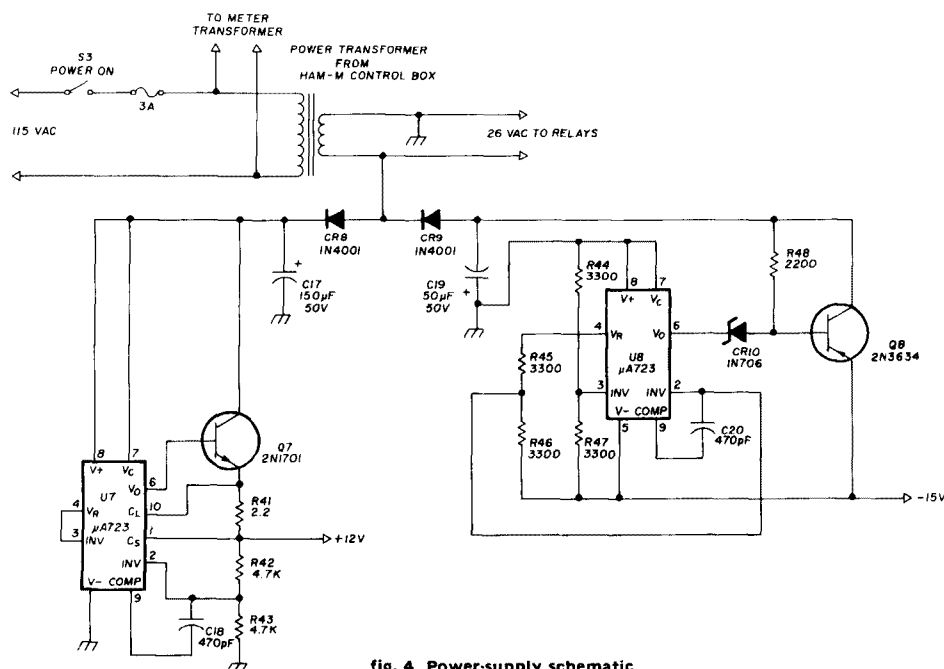 TO METER
TRANSFORMER
S3
POWER ON
POWER TRANSFORMER
FROM
HAM-M CONTROL BOX
3A
115 VAC
26 VAC TO RELAYS
CR8
1N4001
CR9
1N4001
C17
150µF
50V
+
C19
50µF
50V
+
R44
3300
R48
2200
8
7
V+
VC
4
VR
VO
6
U8
µA723
CR10
1N706
Q8
2N3634
R45
3300
3
INV
INV
2
V- COMP
5
9
R46
3300
R47
3300
C20
470pF
-15V
8
7
V+
VC
Q7
2N1701
U7
VO
6
4
VR
CL
10
µA723
R41
2.2
3
INV
CS
1
+12V
INV
2
R42
4.7K
V- COMP
9
C18
470pF
R43
4.7K
fig. 4. Power-supply schematic